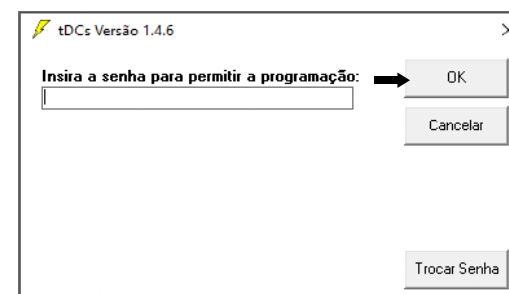 tDCs Versão 1.4.6
Insira a senha para permitir a programação:
OK
Cancelar
Trocar Senha